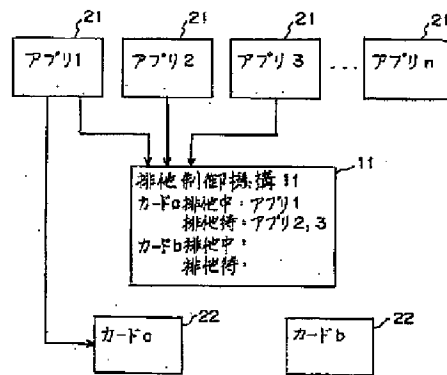 21 21 21 21
アプリ1 アプリ2 アプリ3 ... アプリn
11
排他制御機構11
カードa排他中：アプリ1
排他待：アプリ2,3
カードb排他中：
排他待：
22 22
カードa カードb